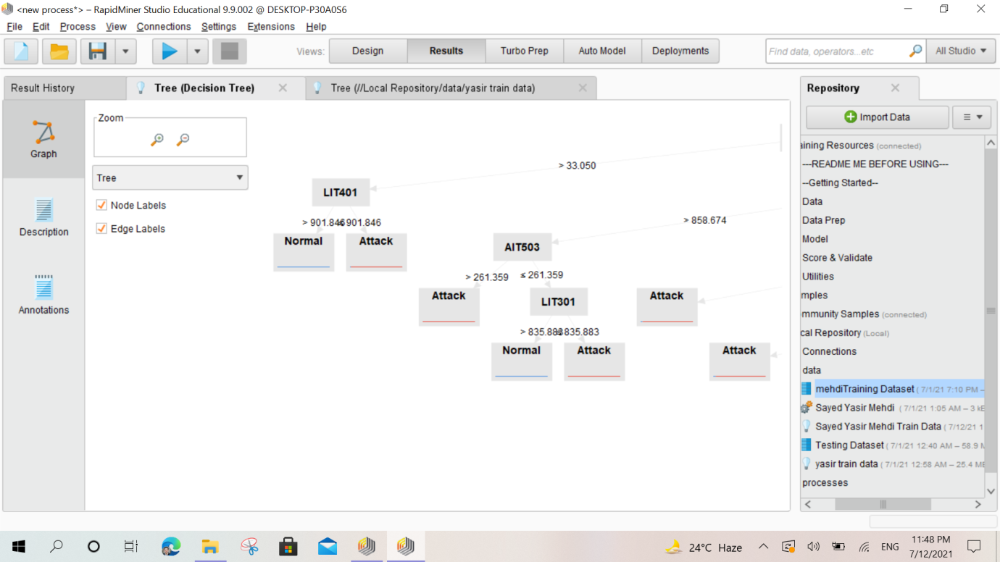 <new process*> – RapidMiner Studio Educational 9.9.002 @ DESKTOP-P30A0S6
File Edit Process View Connections Settings Extensions Help
Views: Design Results Turbo Prep Auto Model Deployments
Find data, operators...etc
All Studio
Result History
Tree (Decision Tree)
Tree (//Local Repository/data/yasir train data)
Graph
Description
Annotations
Zoom
Tree
Node Labels
Edge Labels
> 33.050
LIT401
> 901.846 ≤ 901.846
Normal Attack
> 858.674
AIT503
> 261.359 ≤ 261.359
Attack
LIT301
Attack
> 835.883 ≤ 835.883
Normal Attack
Attack
Repository
Import Data
aining Resources (connected)
---README ME BEFORE USING---
--Getting Started--
Data
Data Prep
Model
Score & Validate
Utilities
mples
mmunity Samples (connected)
cal Repository (Local)
Connections
data
mehdiTraining Dataset (7/1/21 7:10 PM –
Sayed Yasir Mehdi (7/1/21 1:05 AM – 3 kE
Sayed Yasir Mehdi Train Data (7/12/21 1
Testing Dataset (7/1/21 12:40 AM – 58.9 M
yasir train data (7/1/21 12:58 AM – 25.4 ME
processes
24°C Haze
ENG
11:48 PM
7/12/2021